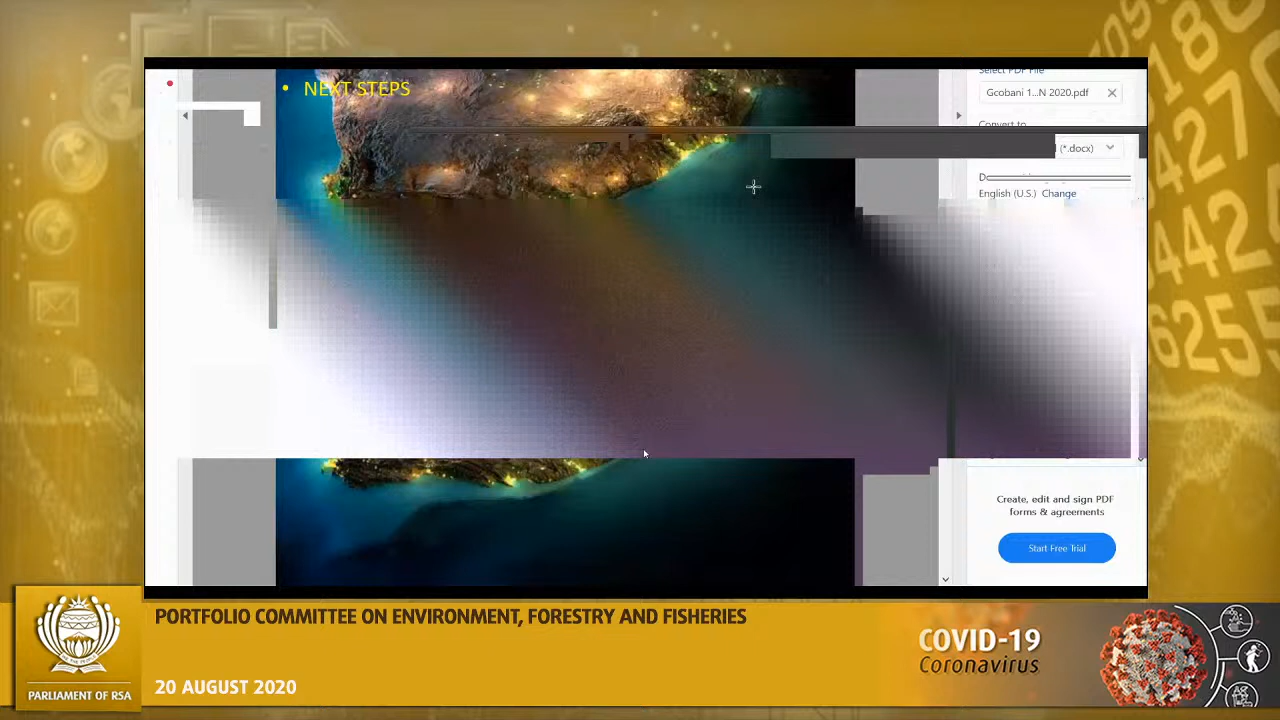 • NEXT STEPS
Select PDF File
Gcobani 1...N 2020.pdf
Convert to
(*.docx)
English (U.S.) Change
Create, edit and sign PDF
forms & agreements
Start Free Trial
PORTFOLIO COMMITTEE ON ENVIRONMENT, FORESTRY AND FISHERIES
20 AUGUST 2020
PARLIAMENT OF RSA
COVID-19
Coronavirus